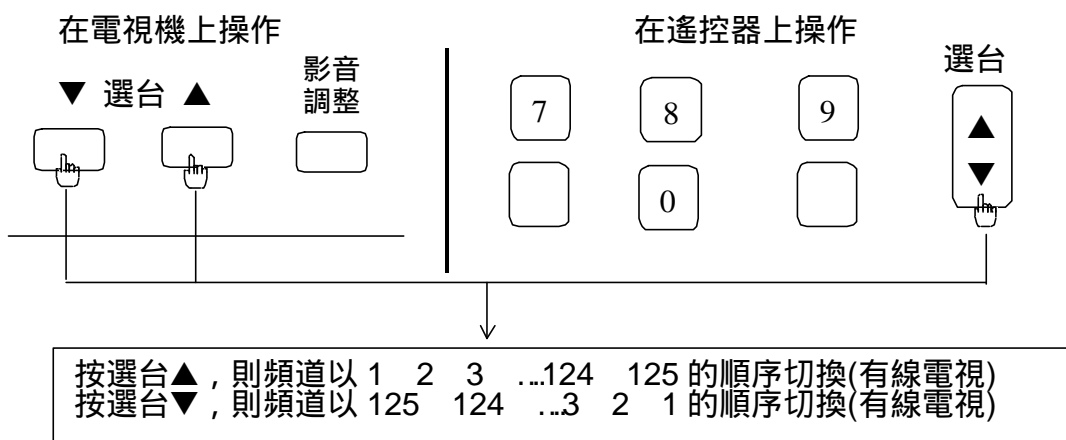 在電視機上操作
▼ 選台 ▲
影音
調整
在遙控器上操作
選台
7 8 9
▲
0
▼
按選台▲ , 則頻道以 1 2 3 ....124 125 的順序切換(有線電視)
按選台▼ , 則頻道以 125 124 ...3 2 1 的順序切換(有線電視)